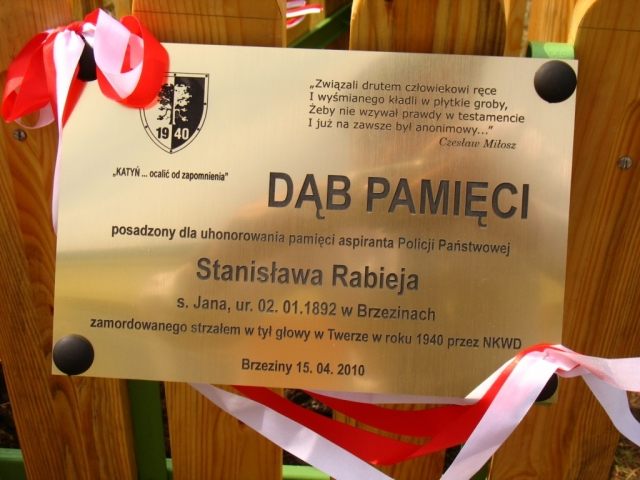 „Związali drutem człowiekowi ręce
I wyśmianego kładli w płytkie groby,
Żeby nie wzywał prawdy w testamencie
I już na zawsze był anonimowy..."
Czesław Miłosz
19 40
„KATYŃ ... ocalić od zapomnienia"
DĄB PAMIĘCI
posadzony dla uhonorowania pamięci aspiranta Policji Państwowej
Stanisława Rabieja
s. Jana, ur. 02. 01.1892 w Brzezinach
zamordowanego strzałem w tył głowy w Twerze w roku 1940 przez NKWD
Brzeziny 15. 04. 2010